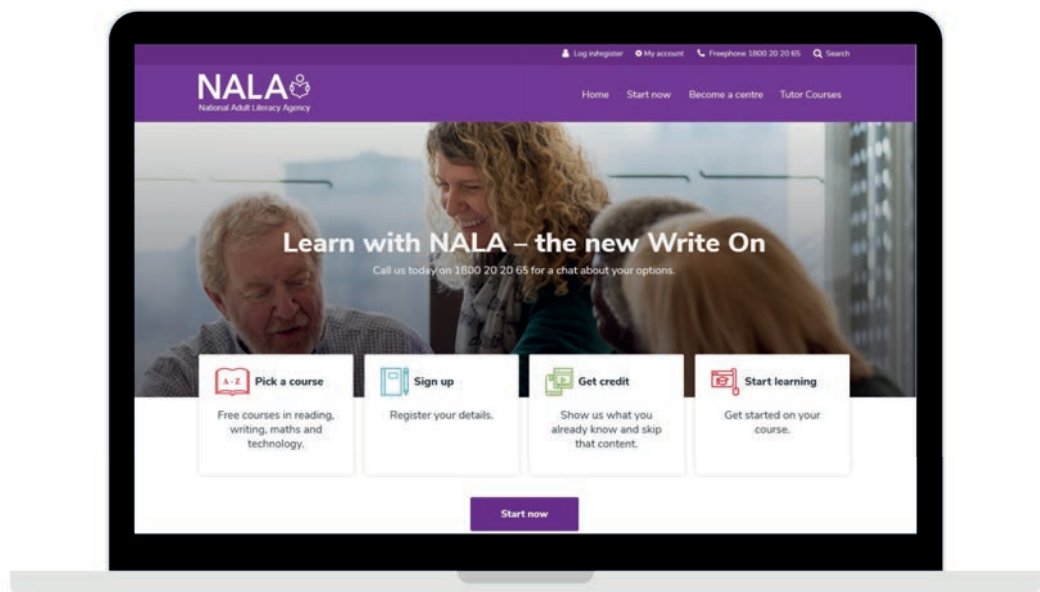 Log in/register My account Freephone 1800 20 20 65 Search
NALA
National Adult Literacy Agency
Home Start now Become a centre Tutor Courses
Learn with NALA – the new Write On
Call us today on 1800 20 20 65 for a chat about your options.
A-Z Pick a course
Free courses in reading,
writing, maths and
technology.
Sign up
Register your details.
Get credit
Show us what you
already know and skip
that content.
Start learning
Get started on your
course.
Start now